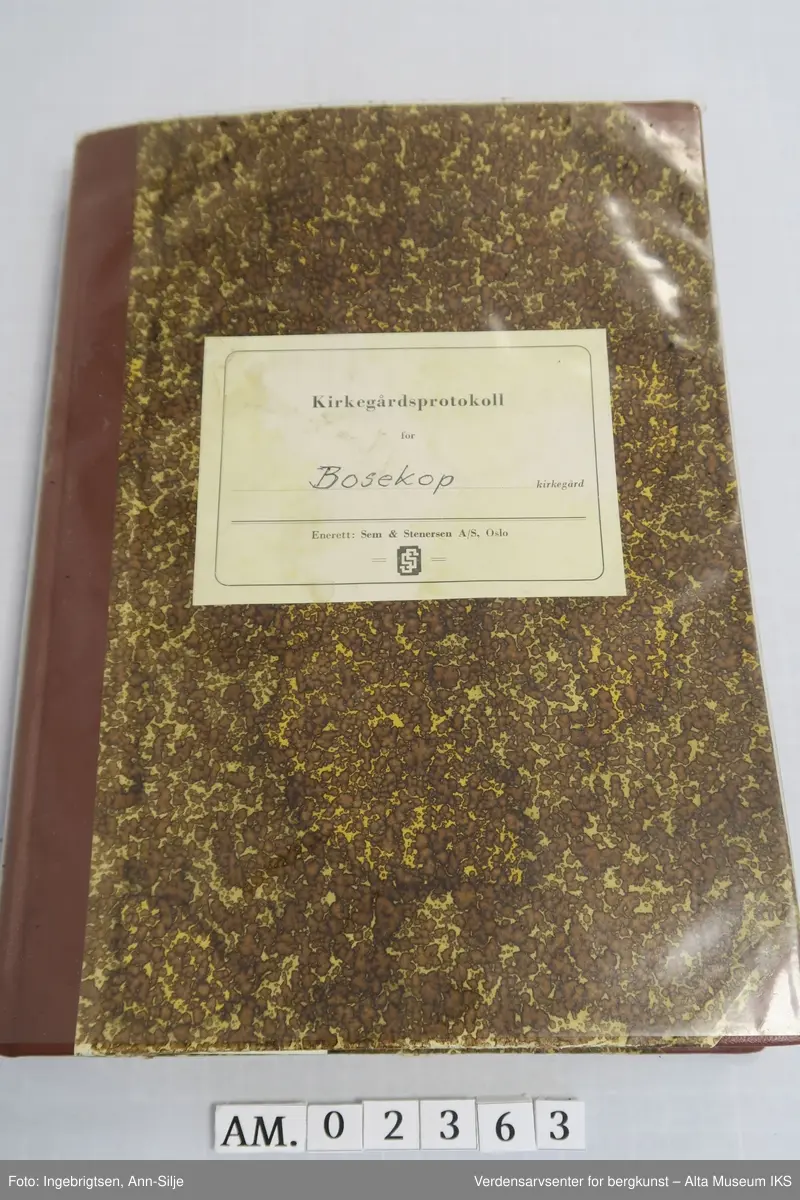 Kirkegårdsprotokoll
for
Bosekop kirkegård
Enerett: Sem & Stenersen A/S, Oslo
SS
AM. 0 2 3 6 3
Foto: Ingebrigtsen, Ann-Silje Verdensarvsenter for bergkunst – Alta Museum IKS